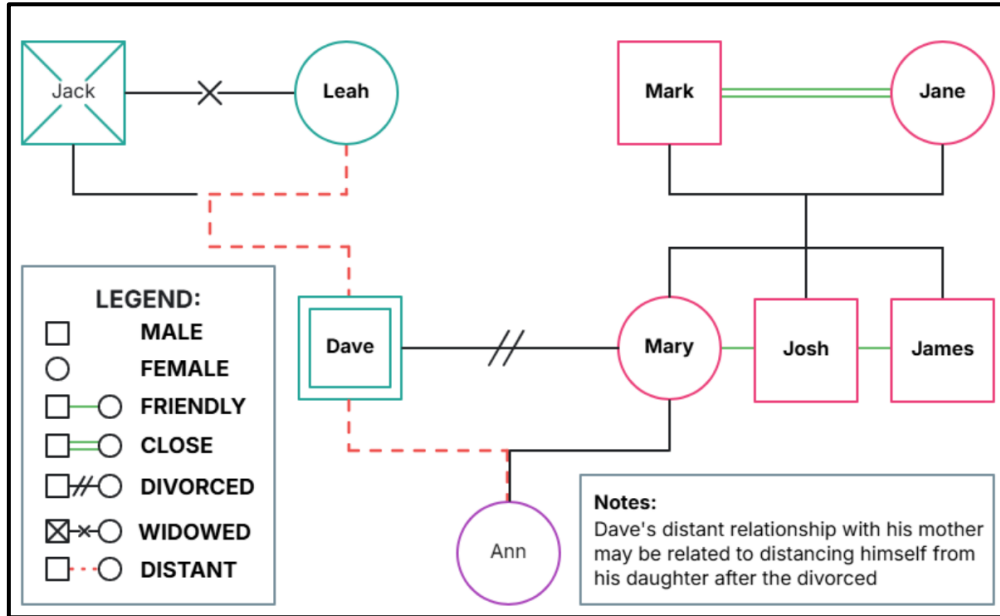 Jack
Leah
Mark
Jane
LEGEND:
MALE
FEMALE
FRIENDLY
CLOSE
DIVORCED
WIDOWED
DISTANT
Dave
Mary
Josh
James
Ann
Notes:
Dave's distant relationship with his mother
may be related to distancing himself from
his daughter after the divorced